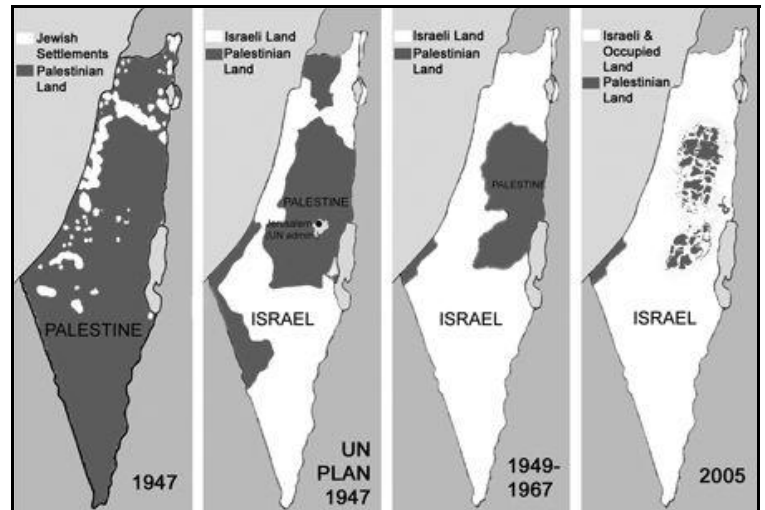 Jewish
Settlements
Palestinian
Land
PALESTINE
1947
Israeli Land
Palestinian
Land
PALESTINE
Jerusalem
(UN admin)
ISRAEL
UN
PLAN
1947
Israeli Land
Palestinian
Land
PALESTINE
ISRAEL
1949-
1967
Israeli &
Occupied
Land
Palestinian
Land
ISRAEL
2005